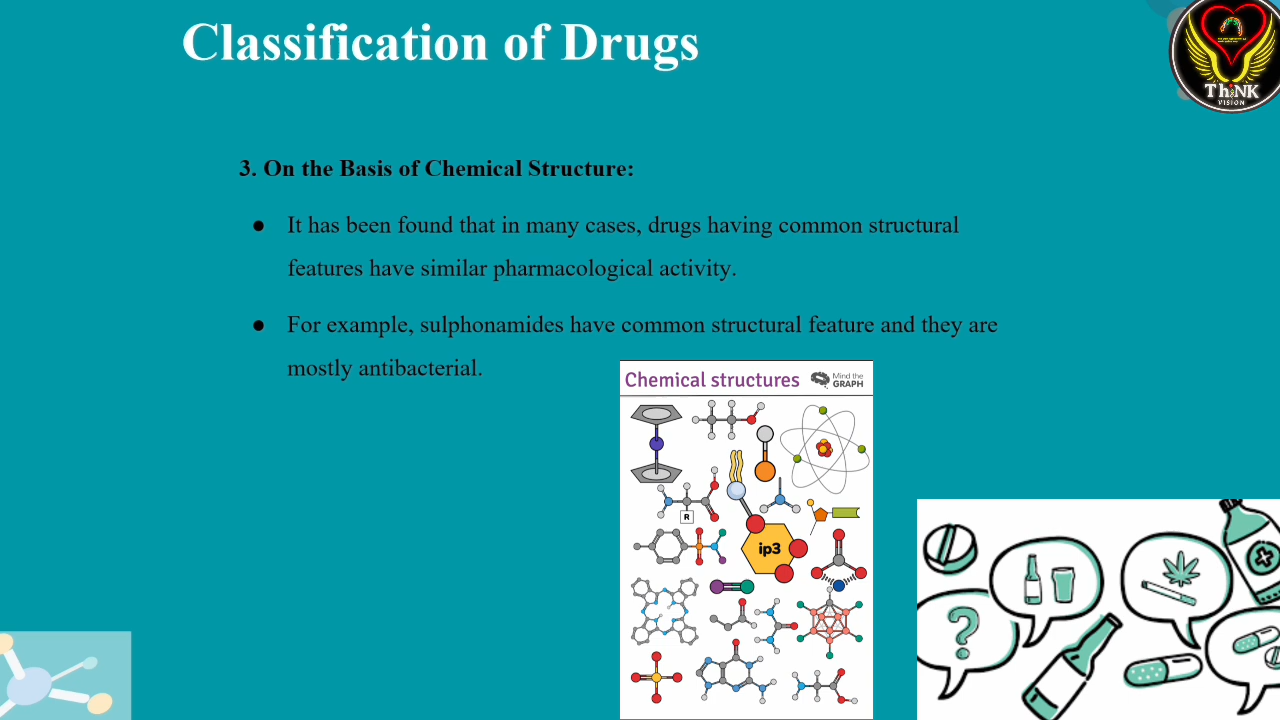 Classification of Drugs
ThiNK
VISION
3. On the Basis of Chemical Structure:
● It has been found that in many cases, drugs having common structural
features have similar pharmacological activity.
● For example, sulphonamides have common structural feature and they are
mostly antibacterial.
Chemical structures
Mind the
GRAPH
R
ip3
?